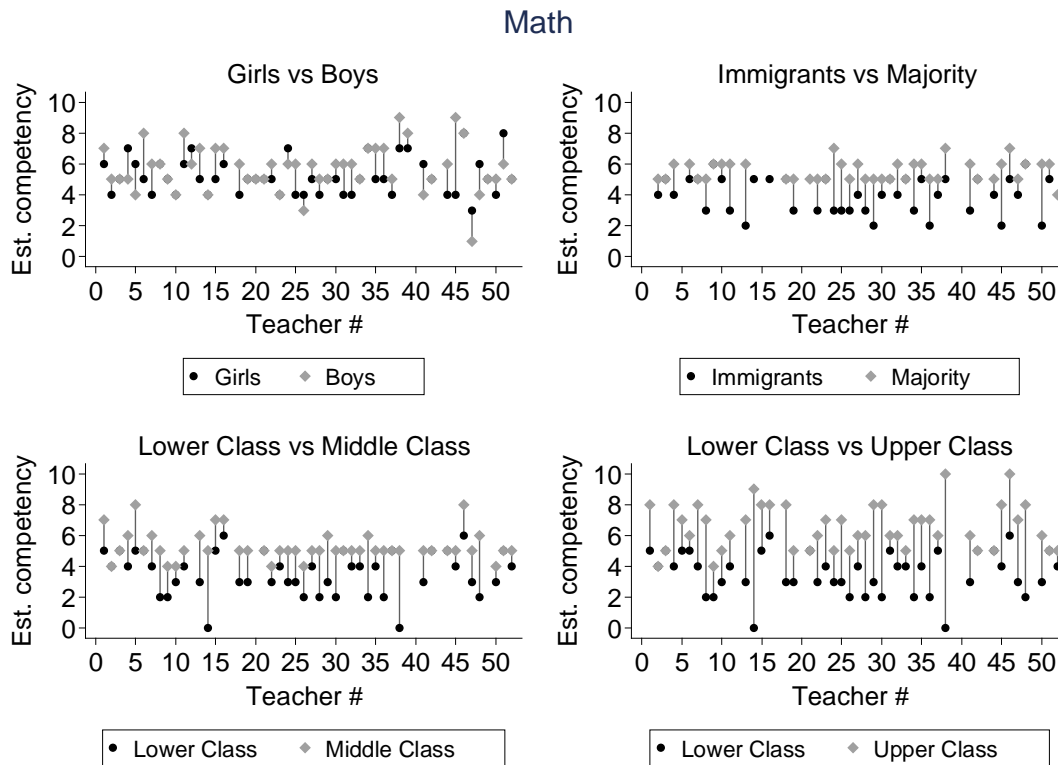 Math
Girls vs Boys
Est. competency
10
8
6
4
2
0
0 5 10 15 20 25 30 35 40 45 50
Teacher #
Girls Boys
Immigrants vs Majority
Est. competency
10
8
6
4
2
0
0 5 10 15 20 25 30 35 40 45 50
Teacher #
Immigrants Majority
Lower Class vs Middle Class
Est. competency
10
8
6
4
2
0
0 5 10 15 20 25 30 35 40 45 50
Teacher #
Lower Class Middle Class
Lower Class vs Upper Class
Est. competency
10
8
6
4
2
0
0 5 10 15 20 25 30 35 40 45 50
Teacher #
Lower Class Upper Class